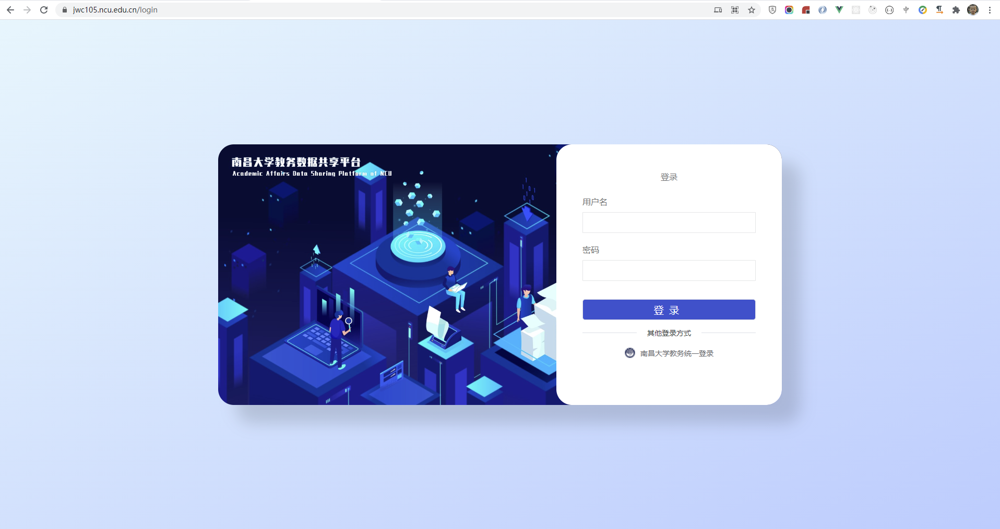 jwc105.ncu.edu.cn/login
南昌大学教务数据共享平台
Academic Affairs Data Sharing Platform of NCU
登录
用户名
密码
登 录
其他登录方式
南昌大学教务统一登录